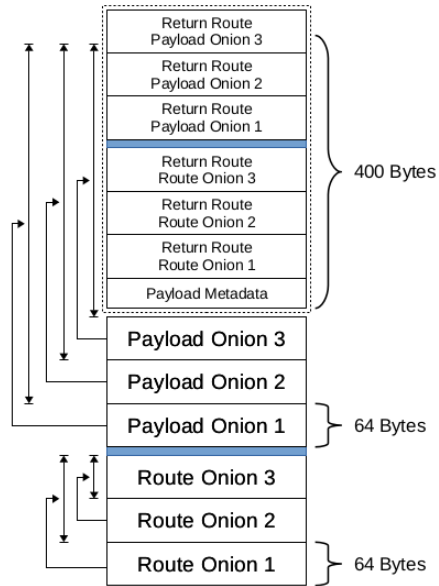 Return Route
Payload Onion 3
Return Route
Payload Onion 2
Return Route
Payload Onion 1
Return Route
Route Onion 3
Return Route
Route Onion 2
Return Route
Route Onion 1
Payload Metadata
400 Bytes
Payload Onion 3
Payload Onion 2
Payload Onion 1
64 Bytes
Route Onion 3
Route Onion 2
Route Onion 1
64 Bytes